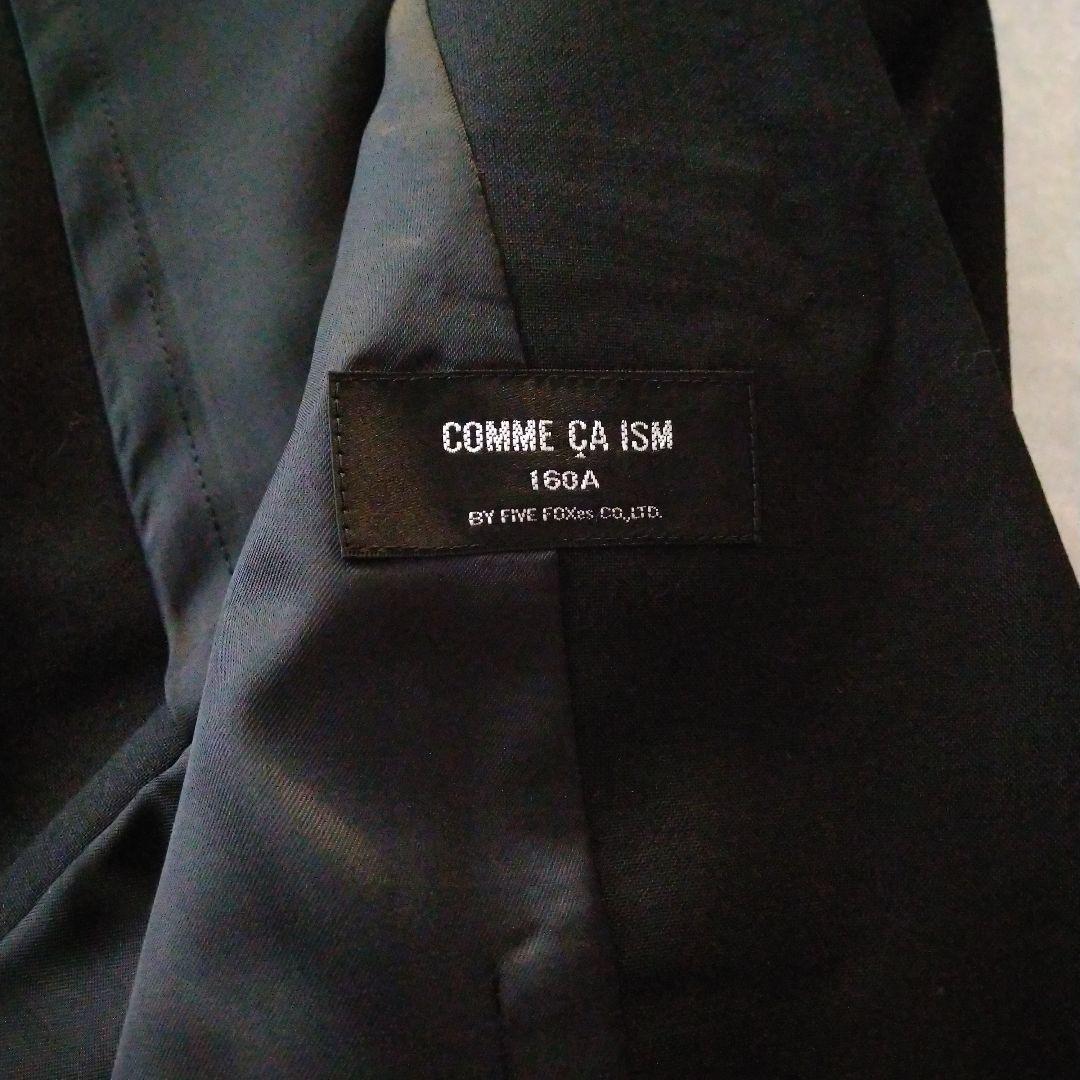 COMME ÇA ISM
160A
BY FIVE FOXes CO.,LTD.